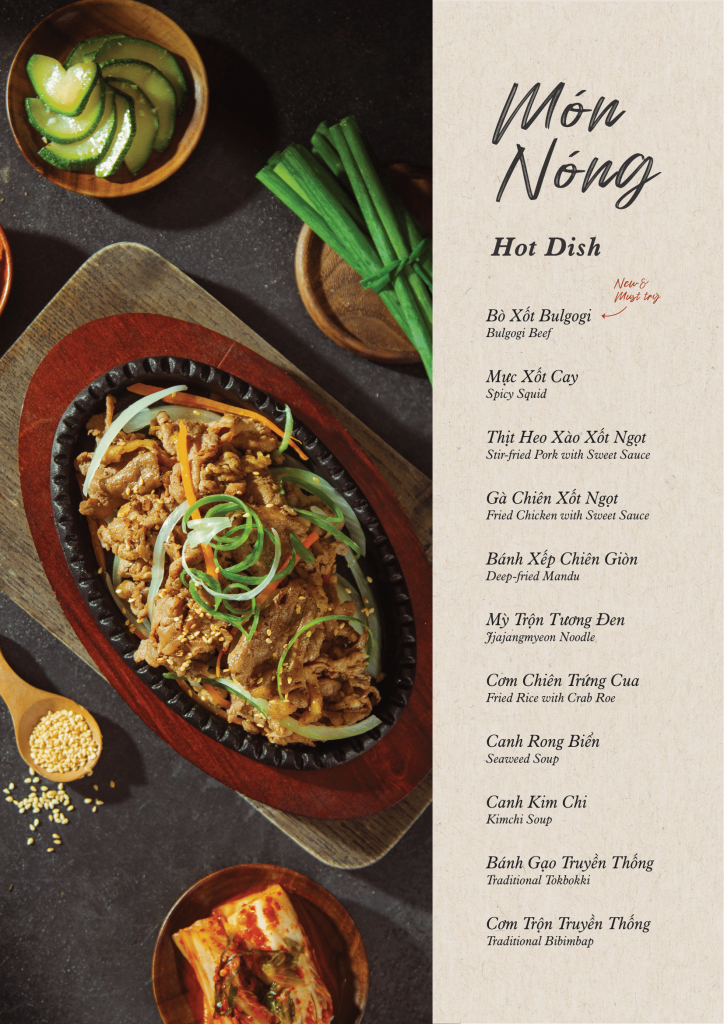 Món
Nóng
Hot Dish
New &
Must try
Bò Xốt Bulgogi
Bulgogi Beef
Mực Xốt Cay
Spicy Squid
Thịt Heo Xào Xốt Ngọt
Stir-fried Pork with Sweet Sauce
Gà Chiên Xốt Ngọt
Fried Chicken with Sweet Sauce
Bánh Xếp Chiên Giòn
Deep-fried Mandu
Mỳ Trộn Tương Đen
Jjajangmyeon Noodle
Cơm Chiên Trứng Cua
Fried Rice with Crab Roe
Canh Rong Biển
Seaweed Soup
Canh Kim Chi
Kimchi Soup
Bánh Gạo Truyền Thống
Traditional Tokbokki
Cơm Trộn Truyền Thống
Traditional Bibimbap